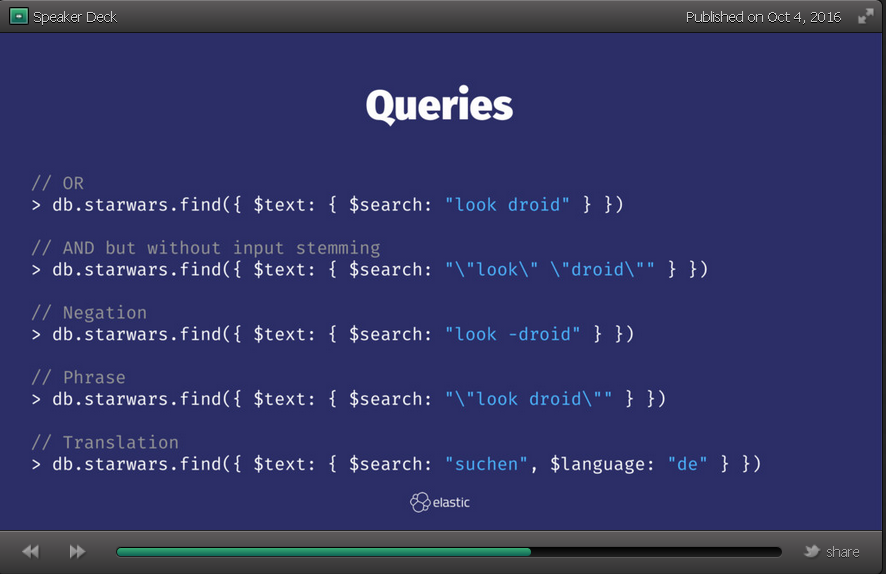 Speaker Deck
Published on Oct 4, 2016
Queries
// OR
> db.starwars.find({ $text: { $search: "look droid" } })
// AND but without input stemming
> db.starwars.find({ $text: { $search: "\"look\" \"droid\"" } })
// Negation
> db.starwars.find({ $text: { $search: "look -droid" } })
// Phrase
> db.starwars.find({ $text: { $search: "\"look droid\"" } })
// Translation
> db.starwars.find({ $text: { $search: "suchen", $language: "de" } })
elastic
share